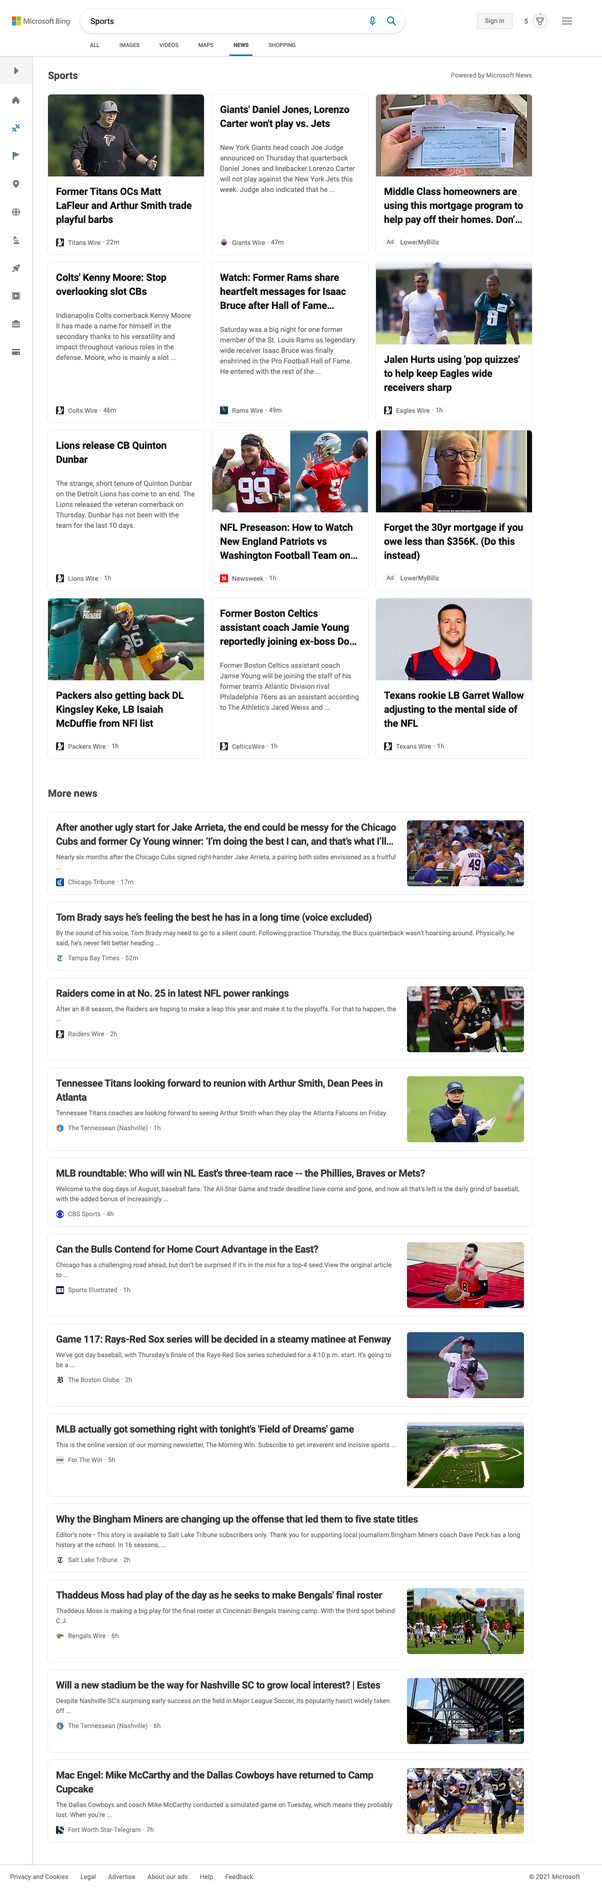 Microsoft Bing
Sports
Sign in
5
ALL
IMAGES
VIDEOS
MAPS
NEWS
SHOPPING
Sports
Powered by Microsoft News
Former Titans OCs Matt
LaFleur and Arthur Smith trade
playful barbs
Titans Wire · 22m
Giants' Daniel Jones, Lorenzo
Carter won't play vs. Jets
New York Giants head coach Joe Judge
announced on Thursday that quarterback
Daniel Jones and linebacker Lorenzo Carter
will not play against the New York Jets this
week. Judge also indicated that he ...
Giants Wire · 47m
Middle Class homeowners are
using this mortgage program to
help pay off their homes. Don'...
Ad LowerMyBills
Colts' Kenny Moore: Stop
overlooking slot CBs
Indianapolis Colts cornerback Kenny Moore
II has made a name for himself in the
secondary thanks to his versatility and
impact throughout various roles in the
defense. Moore, who is mainly a slot ...
Colts Wire · 46m
Watch: Former Rams share
heartfelt messages for Isaac
Bruce after Hall of Fame...
Saturday was a big night for one former
member of the St. Louis Rams as legendary
wide receiver Isaac Bruce was finally
enshrined in the Pro Football Hall of Fame.
He entered with the rest of the ...
Rams Wire · 49m
Jalen Hurts using 'pop quizzes'
to help keep Eagles wide
receivers sharp
Eagles Wire · 1h
Lions release CB Quinton
Dunbar
The strange, short tenure of Quinton Dunbar
on the Detroit Lions has come to an end. The
Lions released the veteran cornerback on
Thursday. Dunbar has not been with the
team for the last 10 days.
Lions Wire · 1h
99
NFL Preseason: How to Watch
New England Patriots vs
Washington Football Team on...
Newsweek · 1h
Forget the 30yr mortgage if you
owe less than $356K. (Do this
instead)
Ad LowerMyBills
Packers also getting back DL
Kingsley Keke, LB Isaiah
McDuffie from NFI list
Packers Wire · 1h
Former Boston Celtics
assistant coach Jamie Young
reportedly joining ex-boss Do...
Former Boston Celtics assistant coach
Jamie Young will be joining the staff of his
former team's Atlantic Division rival
Philadelphia 76ers as an assistant according
to The Athletic's Jared Weiss and ...
CelticsWire · 1h
Texans rookie LB Garret Wallow
adjusting to the mental side of
the NFL
Texans Wire · 1h
More news
After another ugly start for Jake Arrieta, the end could be messy for the Chicago
Cubs and former Cy Young winner: 'I'm doing the best I can, and that's what I'll...
Nearly six months after the Chicago Cubs signed right-hander Jake Arrieta, a pairing both sides envisioned as a fruitful
...
Chicago Tribune · 17m
49
Tom Brady says he's feeling the best he has in a long time (voice excluded)
By the sound of his voice, Tom Brady may need to go to a silent count. Following practice Thursday, the Bucs quarterback wasn't hoarsing around. Physically, he
said, he's never felt better heading ...
Tampa Bay Times · 52m
Raiders come in at No. 25 in latest NFL power rankings
After an 8-8 season, the Raiders are hoping to make a leap this year and make it to the playoffs. For that to happen, the
...
Raiders Wire · 2h
Tennessee Titans looking forward to reunion with Arthur Smith, Dean Pees in
Atlanta
Tennessee Titans coaches are looking forward to seeing Arthur Smith when they play the Atlanta Falcons on Friday.
The Tennessean (Nashville) · 1h
MLB roundtable: Who will win NL East's three-team race -- the Phillies, Braves or Mets?
Welcome to the dog days of August, baseball fans. The All-Star Game and trade deadline have come and gone, and now all that's left is the daily grind of baseball,
with the added bonus of increasingly ...
CBS Sports · 4h
Can the Bulls Contend for Home Court Advantage in the East?
Chicago has a challenging road ahead, but don't be surprised if it's in the mix for a top-4 seed.View the original article
to ...
Sports Illustrated · 1h
Game 117: Rays-Red Sox series will be decided in a steamy matinee at Fenway
We've got day baseball, with Thursday's finale of the Rays-Red Sox series scheduled for a 4:10 p.m. start. It's going to
be a ...
The Boston Globe · 2h
MLB actually got something right with tonight's 'Field of Dreams' game
This is the online version of our morning newsletter, The Morning Win. Subscribe to get irreverent and incisive sports ...
For The Win · 5h
Why the Bingham Miners are changing up the offense that led them to five state titles
Editor's note • This story is available to Salt Lake Tribune subscribers only. Thank you for supporting local journalism.Bingham Miners coach Dave Peck has a long
history at the school. In 16 seasons, ...
Salt Lake Tribune · 2h
Thaddeus Moss had play of the day as he seeks to make Bengals' final roster
Thaddeus Moss is making a big play for the final roster at Cincinnati Bengals training camp. With the third spot behind
C.J.
Bengals Wire · 6h
Will a new stadium be the way for Nashville SC to grow local interest? | Estes
Despite Nashville SC's surprising early success on the field in Major League Soccer, its popularity hasn't widely taken
off ...
The Tennessean (Nashville) · 6h
Mac Engel: Mike McCarthy and the Dallas Cowboys have returned to Camp
Cupcake
The Dallas Cowboys and coach Mike McCarthy conducted a simulated game on Tuesday, which means they probably
lost. When you're ...
Fort Worth Star-Telegram · 7h
Privacy and Cookies
Legal
Advertise
About our ads
Help
Feedback
© 2021 Microsoft